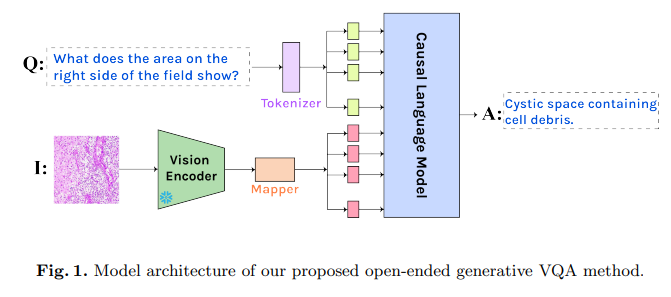 Q:
What does the area on the
right side of the field show?
Tokenizer
Causal Language Model
A:
Cystic space containing
cell debris.
I:
Vision
Encoder
Mapper
Fig. 1. Model architecture of our proposed open-ended generative VQA method.